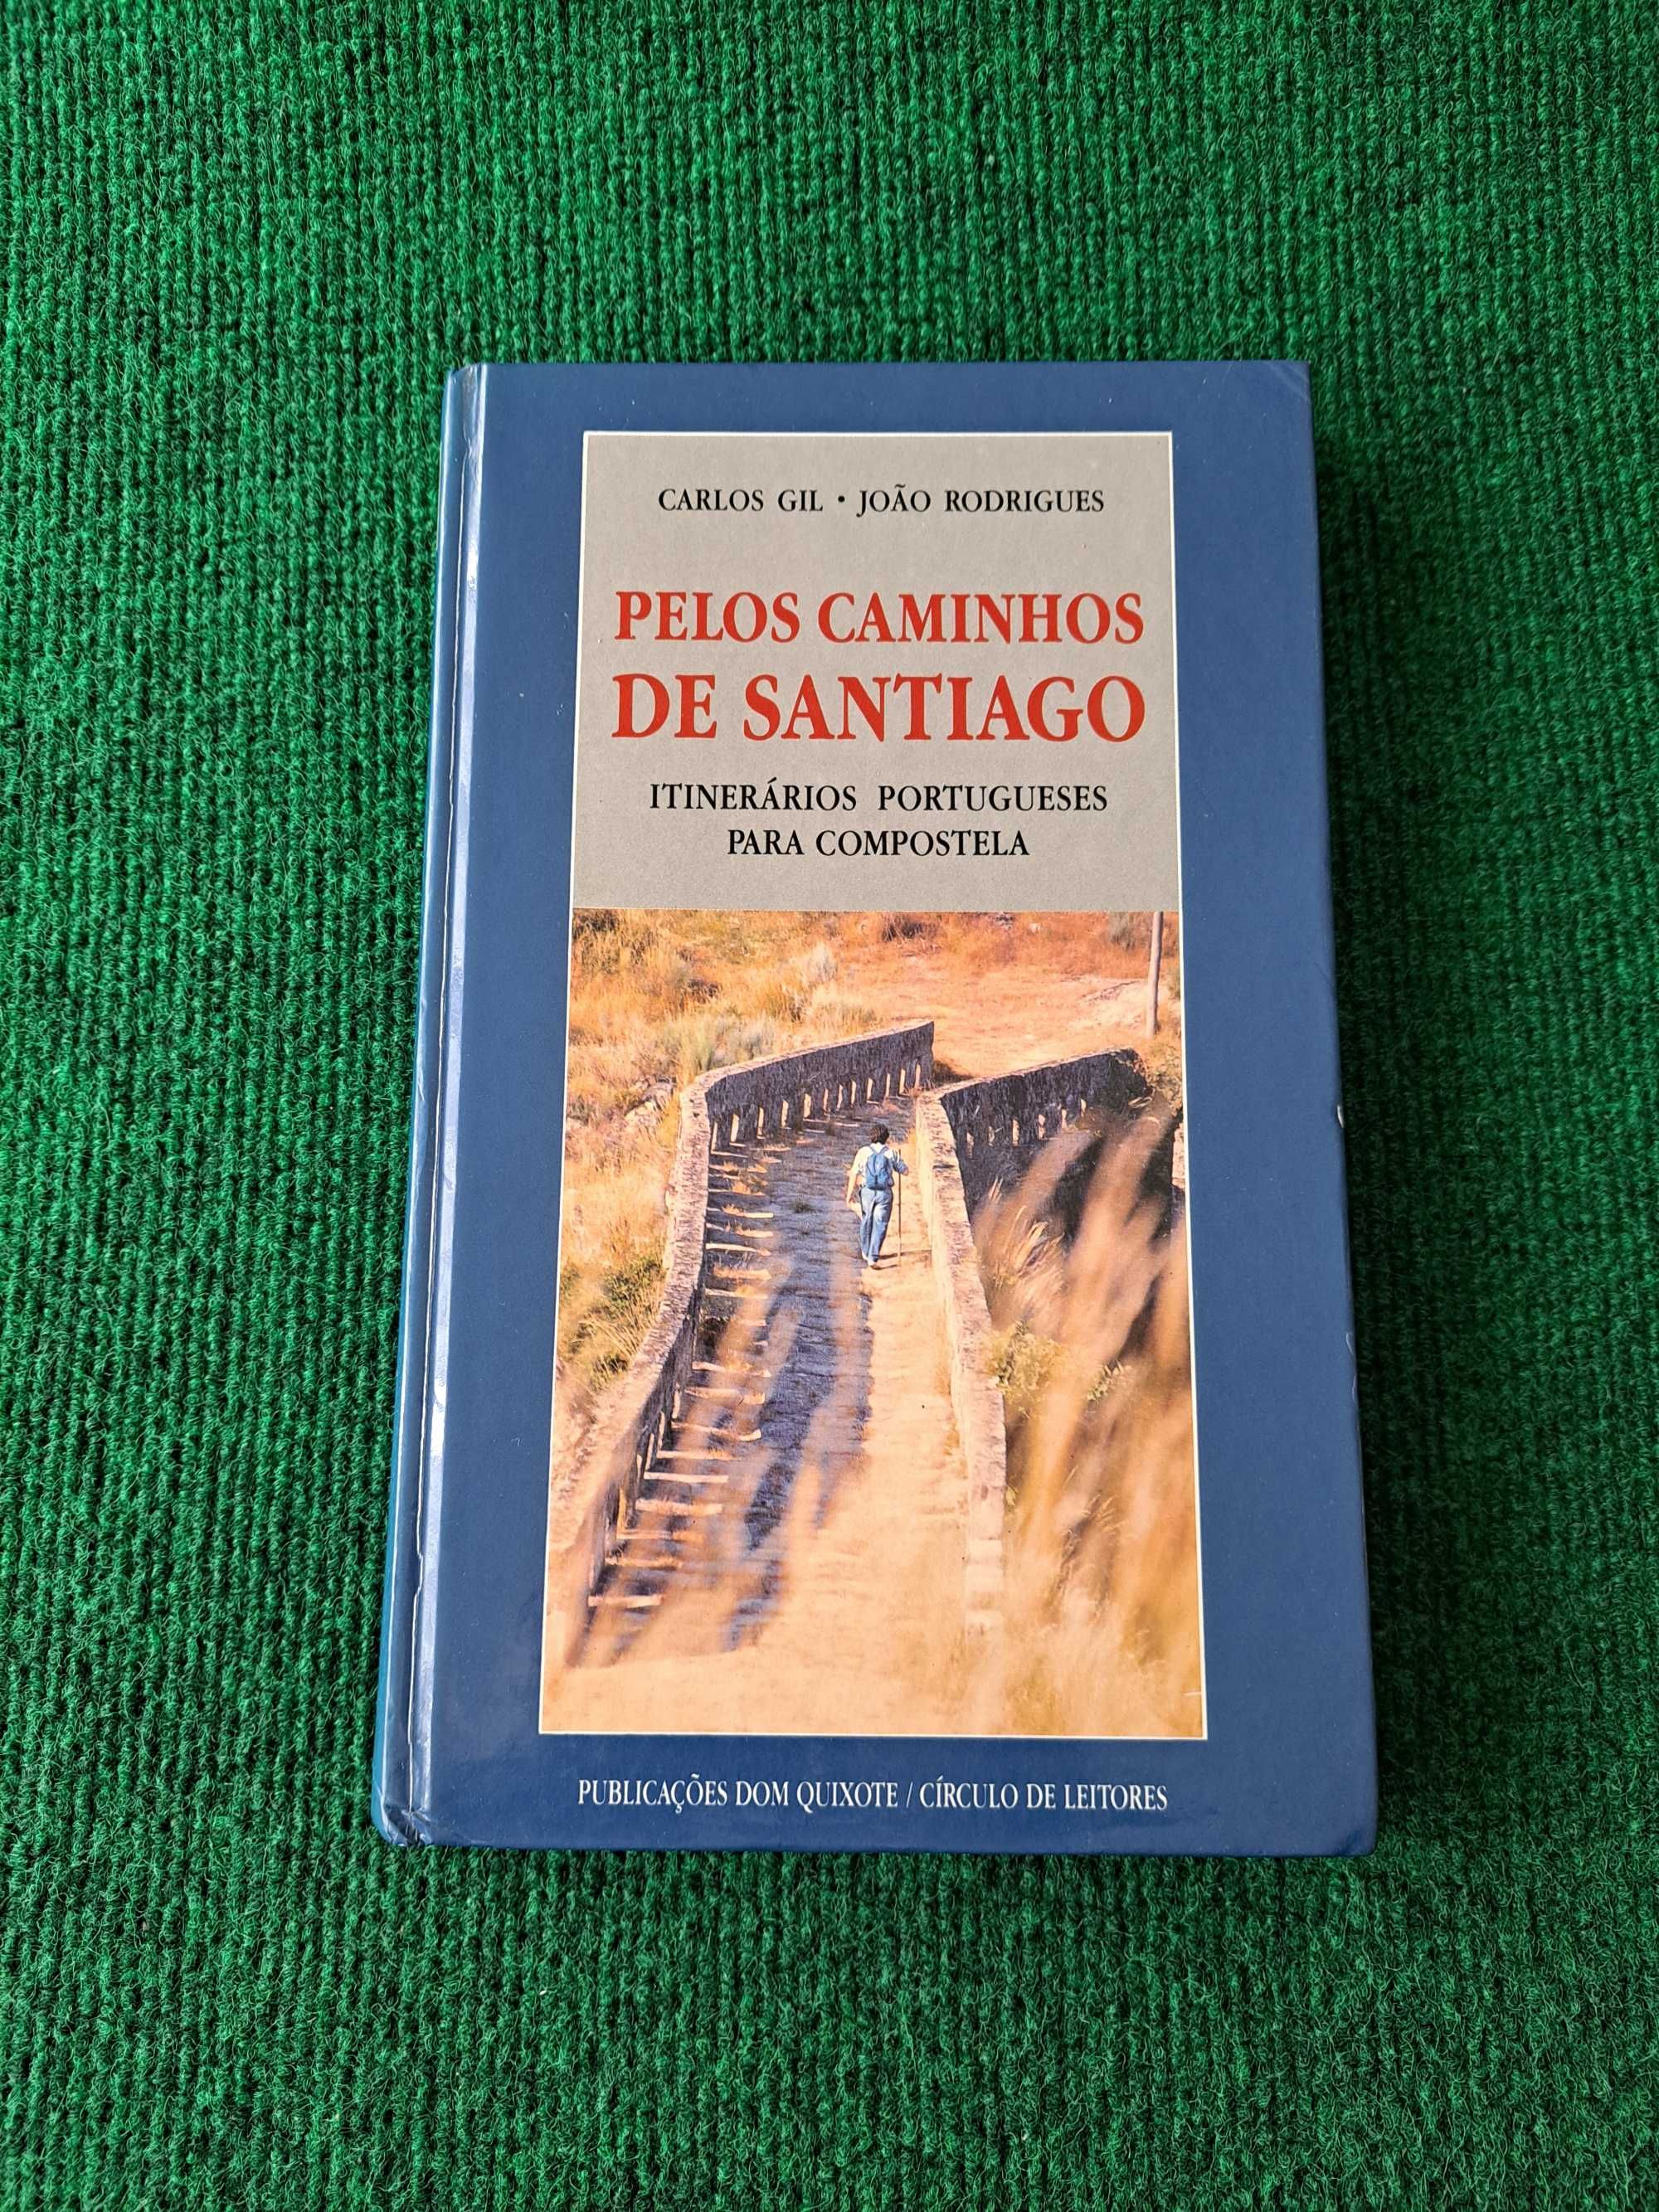 CARLOS GIL • JOÃO RODRIGUES
PELOS CAMINHOS
DE SANTIAGO
ITINERÁRIOS PORTUGUESES
PARA COMPOSTELA
PUBLICAÇÕES DOM QUIXOTE / CÍRCULO DE LEITORES